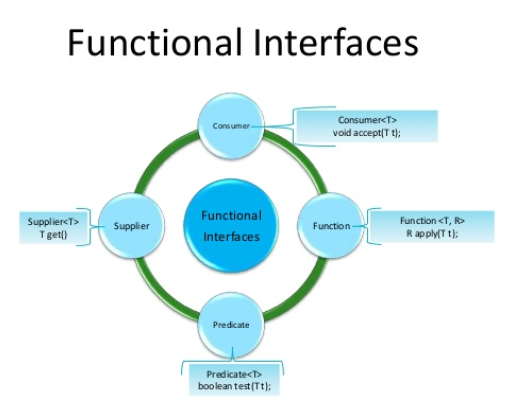 Functional Interfaces
Consumer
Consumer<T>
void accept(T t);
Supplier<T>
T get()
Supplier
Functional
Interfaces
Function
Function <T, R>
R apply(T t);
Predicate
Predicate<T>
boolean test(T t);